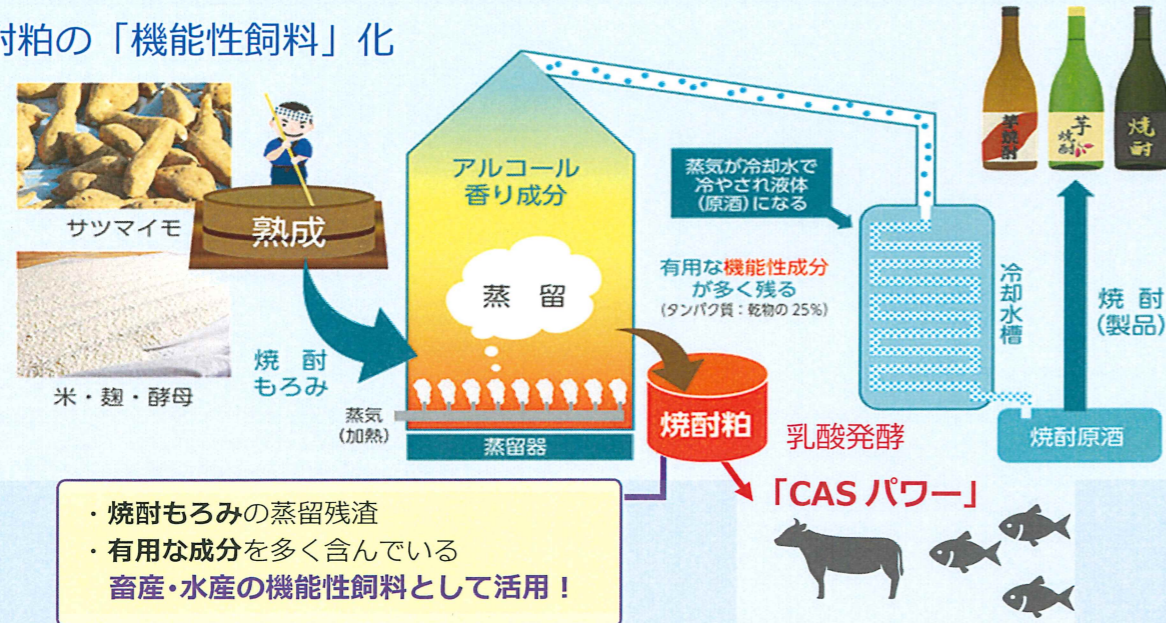 酎粕の「機能性飼料」化
サツマイモ
米・麹・酵母
熟成
焼 酎
もろみ
アルコール
香り成分
蒸 留
蒸気
(加熱)
蒸留器
蒸気が冷却水で
冷やされ液体
(原酒)になる
有用な機能性成分
が多く残る
(タンパク質:乾物の25%)
冷却水槽
芋焼酎
芋
焼酎
焼酎
焼 酎
(製品)
焼酎原酒
焼酎粕
乳酸発酵
「CAS パワー」
・焼酎もろみの蒸留残渣
・有用な成分を多く含んでいる
畜産・水産の機能性飼料として活用!